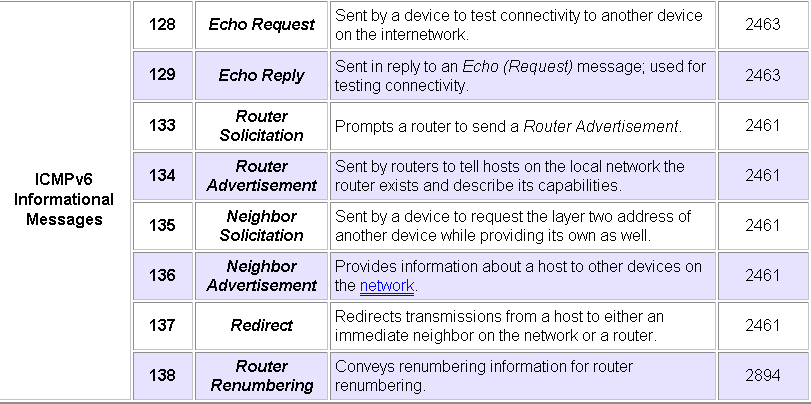 128
Echo Request
Sent by a device to test connectivity to another device
on the internetwork.
2463
129
Echo Reply
Sent in reply to an Echo (Request) message; used for
testing connectivity.
2463
133
Router
Solicitation
Prompts a router to send a Router Advertisement.
2461
ICMPv6
Informational
Messages
134
Router
Advertisement
Sent by routers to tell hosts on the local network the
router exists and describe its capabilities.
2461
135
Neighbor
Solicitation
Sent by a device to request the layer two address of
another device while providing its own as well.
2461
136
Neighbor
Advertisement
Provides information about a host to other devices on
the network.
2461
137
Redirect
Redirects transmissions from a host to either an
immediate neighbor on the network or a router.
2461
138
Router
Renumbering
Conveys renumbering information for router
renumbering.
2894